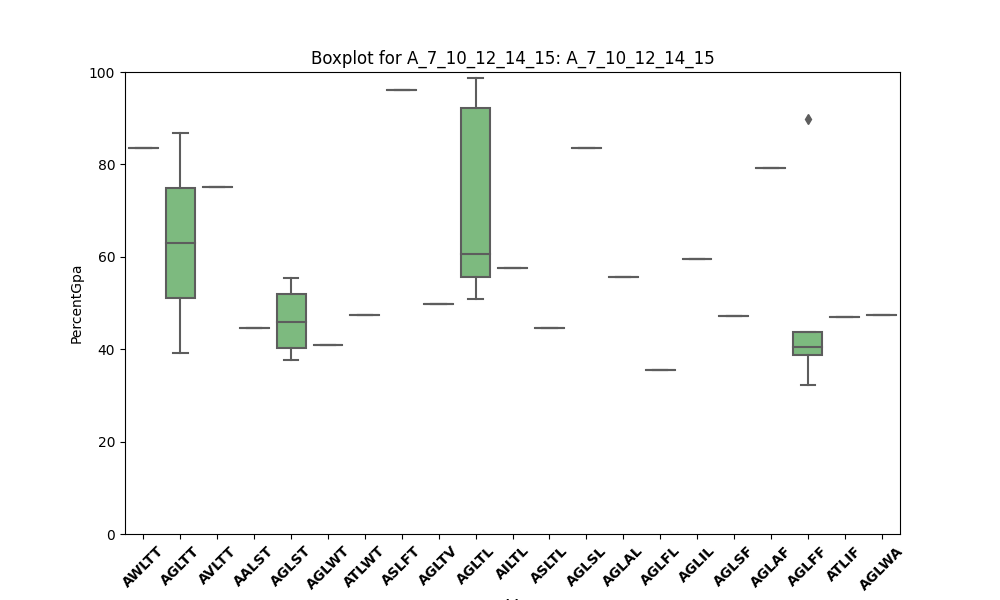 Boxplot for A_7_10_12_14_15: A_7_10_12_14_15
PercentGpa
100
80
60
40
20
0
AWLTT
AGLTT
AVLTT
AALST
AGLST
AGLWT
ATLWT
ASLFT
AGLTV
AGLTL
AILTL
ASLTL
AGLSL
AGLAL
AGLFL
AGLIL
AGLSF
AGLAF
AGLFF
ATLIF
AGLWA